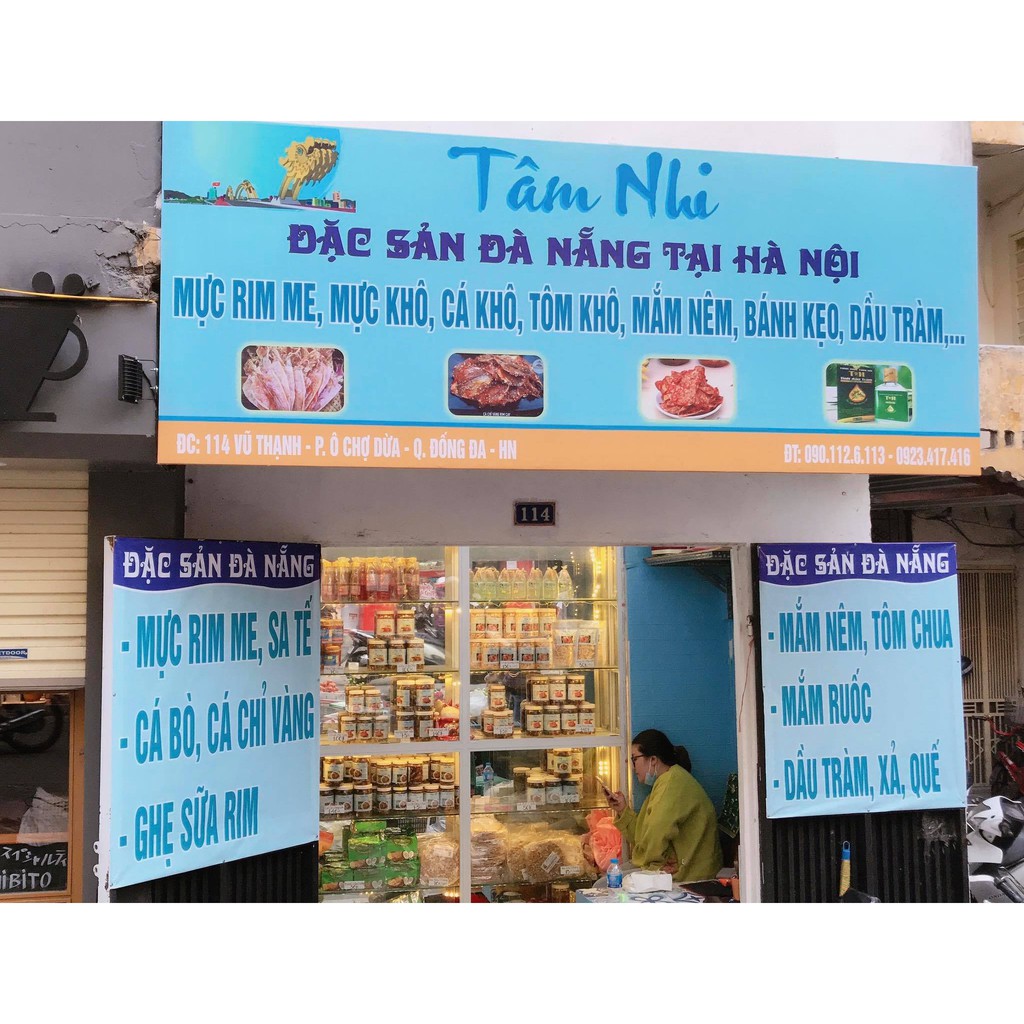 Tâm Nhi
ĐẶC SẢN ĐÀ NẴNG TẠI HÀ NỘI
MỰC RIM ME, MỰC KHÔ, CÁ KHÔ, TÔM KHÔ, MẮM NÊM, BÁNH KẸO, DẦU TRÀM,...
ĐC: 114 VŨ THẠNH - P. Ô CHỢ DỪA - Q. ĐỐNG ĐA - HN
ĐT: 090.112.6.113 - 0923.417.416
114
ĐẶC SẢN ĐÀ NẴNG
- MỰC RIM ME, SA TẾ
- CÁ BÒ, CÁ CHỈ VÀNG
- GHẸ SỮA RIM
ĐẶC SẢN ĐÀ NẴNG
- MẮM NÊM, TÔM CHUA
- MẮM RUỐC
- DẦU TRÀM, XẢ, QUẾ